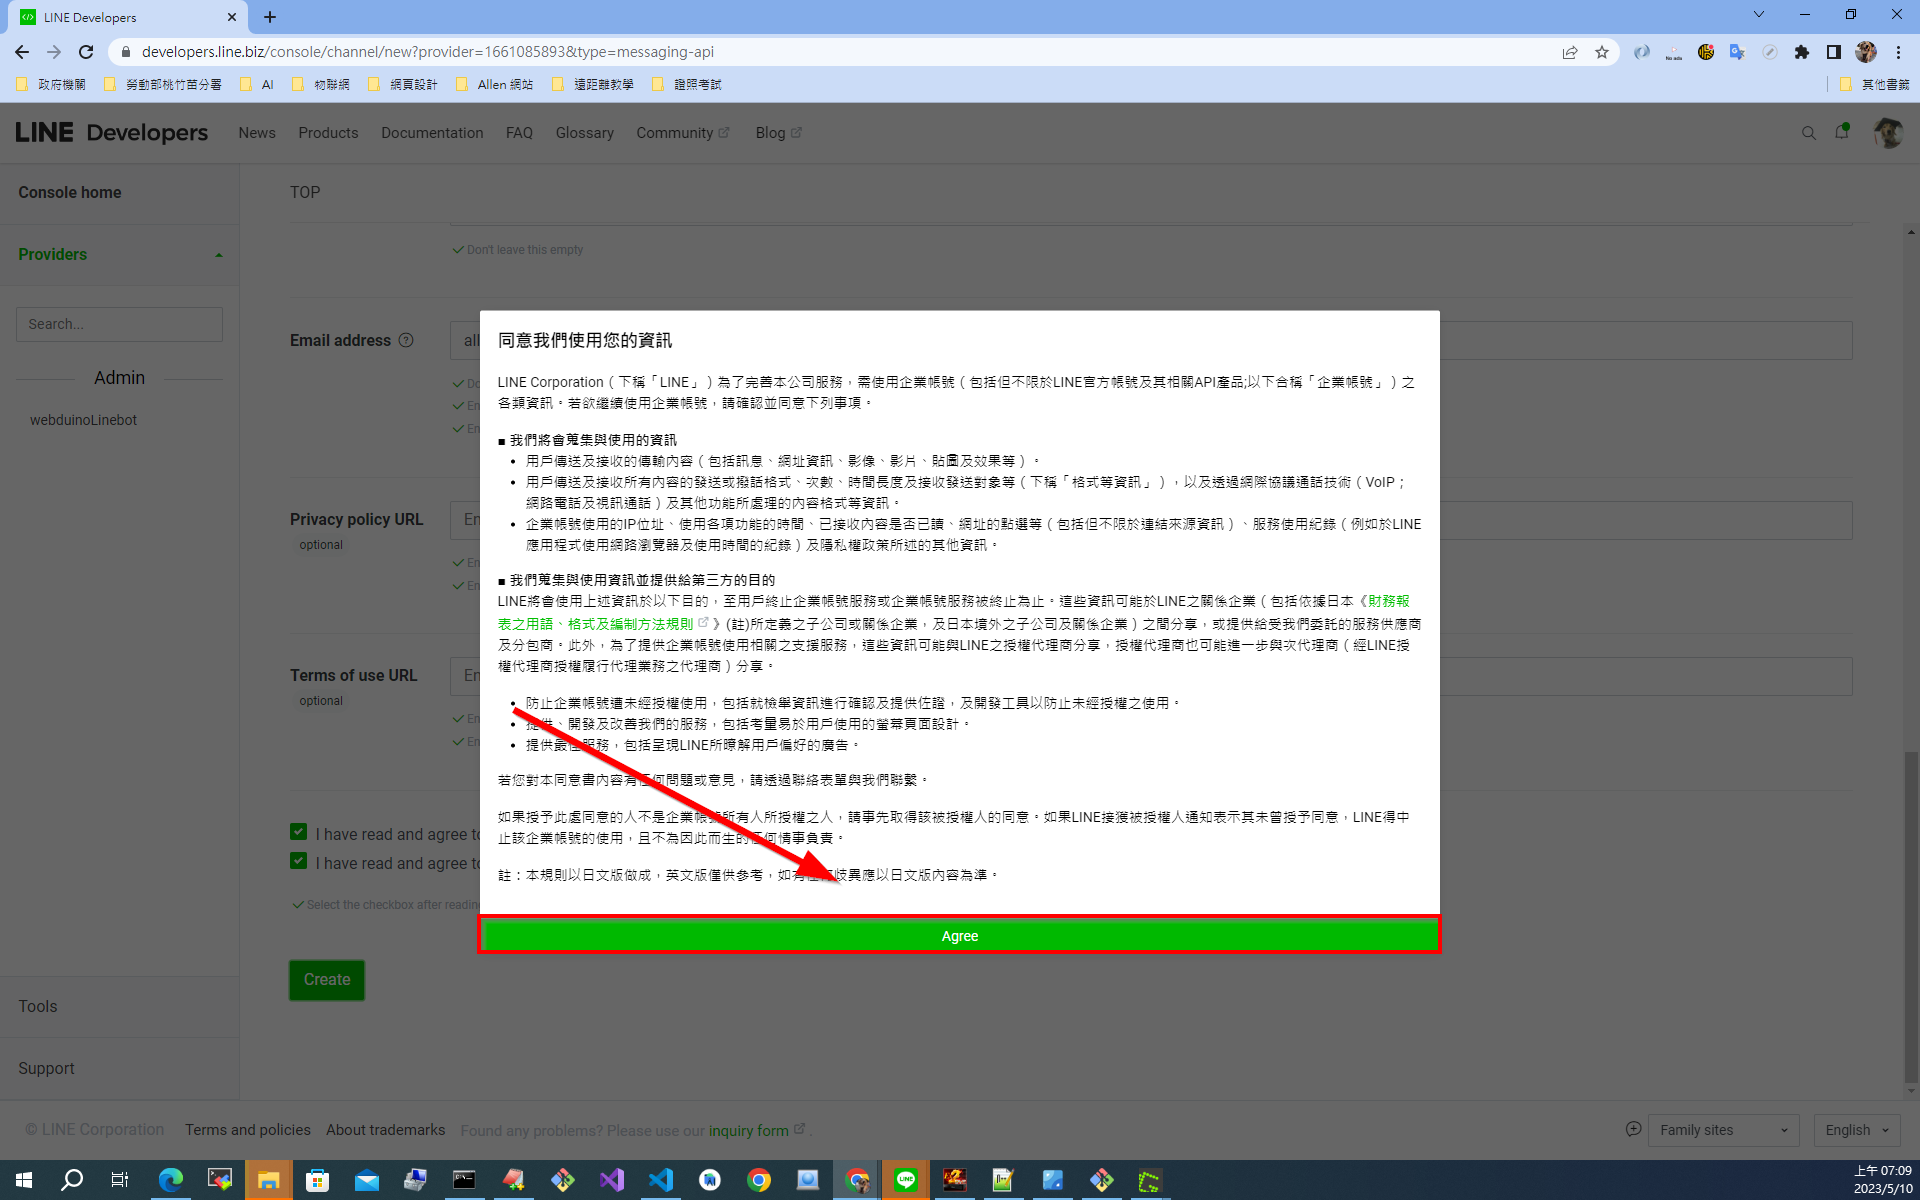 LINE Developers
developers.line.biz/console/channel/new?provider=1661085893&type=messaging-api
No ads
政府機關
勞動部桃竹苗分署
AI
物聯網
網頁設計
Allen 網站
遠距離教學
證照考試
其他書籤
LINE Developers
News
Products
Documentation
FAQ
Glossary
Community
Blog
Console home
Providers
Search...
Admin
webduinoLinebot
Tools
Support
TOP
Don't leave this empty
Email address
all
En
En
Privacy policy URL
optional
En
En
En
Terms of use URL
optional
En
En
En
I have read and agree to
I have read and agree to
Select the checkbox after readin
Create
同意我們使用您的資訊
LINE Corporation（下稱「LINE」）為了完善本公司服務，需使用企業帳號（包括但不限於LINE官方帳號及其相關API產品;以下合稱「企業帳號」）之
各類資訊。若欲繼續使用企業帳號，請確認並同意下列事項。
■ 我們將會蒐集與使用的資訊
• 用戶傳送及接收的傳輸內容（包括訊息、網址資訊、影像、影片、貼圖及效果等）。
• 用戶傳送及接收所有內容的發送或撥話格式、次數、時間長度及接收發送對象等（下稱「格式等資訊」），以及透過網際協議通話技術（VoIP；
網路電話及視訊通話）及其他功能所處理的內容格式等資訊。
• 企業帳號使用的IP位址、使用各項功能的時間、已接收內容是否已讀、網址的點選等（包括但不限於連結來源資訊）、服務使用紀錄（例如於LINE
應用程式使用網路瀏覽器及使用時間的紀錄）及隱私權政策所述的其他資訊。
■ 我們蒐集與使用資訊並提供給第三方的目的
LINE將會使用上述資訊於以下目的，至用戶終止企業帳號服務或企業帳號服務被終止為止。這些資訊可能於LINE之關係企業（包括依據日本《財務報
表之用語、格式及編制方法規則》(註)所定義之子公司或關係企業，及日本境外之子公司及關係企業）之間分享，或提供給受我們委託的服務供應商
及分包商。此外，為了提供企業帳號使用相關之支援服務，這些資訊可能與LINE之授權代理商分享，授權代理商也可能進一步與次代理商（經LINE授
權代理商授權履行代理業務之代理商）分享。
• 防止企業帳號遭未經授權使用，包括就檢舉資訊進行確認及提供佐證，及開發工具以防止未經授權之使用。
• 提供、開發及改善我們的服務，包括考量易於用戶使用的螢幕頁面設計。
• 提供最佳服務，包括呈現LINE所瞭解用戶偏好的廣告。
若您對本同意書內容有任何問題或意見，請透過聯絡表單與我們聯繫。
如果授予此處同意的人不是企業帳號所有人所授權之人，請事先取得該被授權人的同意。如果LINE接獲被授權人通知表示其未曾授予同意，LINE得中
止該企業帳號的使用，且不為因此而生的任何情事負責。
註：本規則以日文版做成，英文版僅供參考，如有任何歧異應以日文版內容為準。
Agree
© LINE Corporation
Terms and policies
About trademarks
Found any problems? Please use our inquiry form.
Family sites
English
上午 07:09
2023/5/10